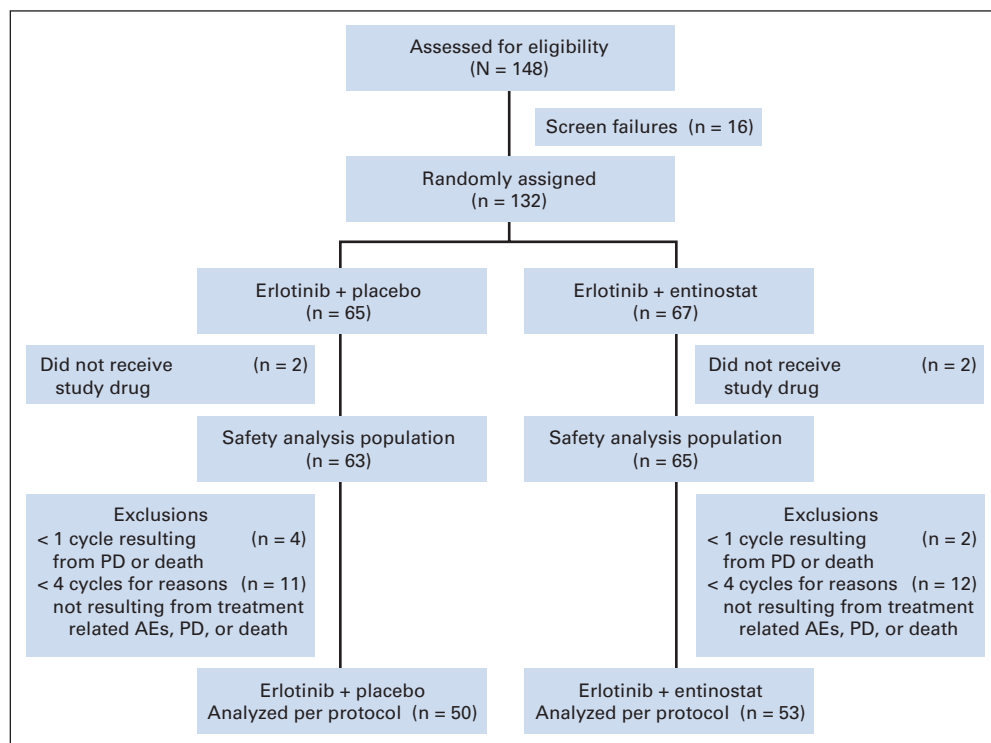 Assessed for eligibility
(N = 148)
Screen failures (n = 16)
Randomly assigned
(n = 132)
Erlotinib + placebo
(n = 65)
Erlotinib + entinostat
(n = 67)
Did not receive (n = 2)
study drug
Did not receive (n = 2)
study drug
Safety analysis population
(n = 63)
Safety analysis population
(n = 65)
Exclusions
< 1 cycle resulting (n = 4)
from PD or death
< 4 cycles for reasons (n = 11)
not resulting from treatment
related AEs, PD, or death
Exclusions
< 1 cycle resulting (n = 2)
from PD or death
< 4 cycles for reasons (n = 12)
not resulting from treatment
related AEs, PD, or death
Erlotinib + placebo
Analyzed per protocol (n = 50)
Erlotinib + entinostat
Analyzed per protocol (n = 53)